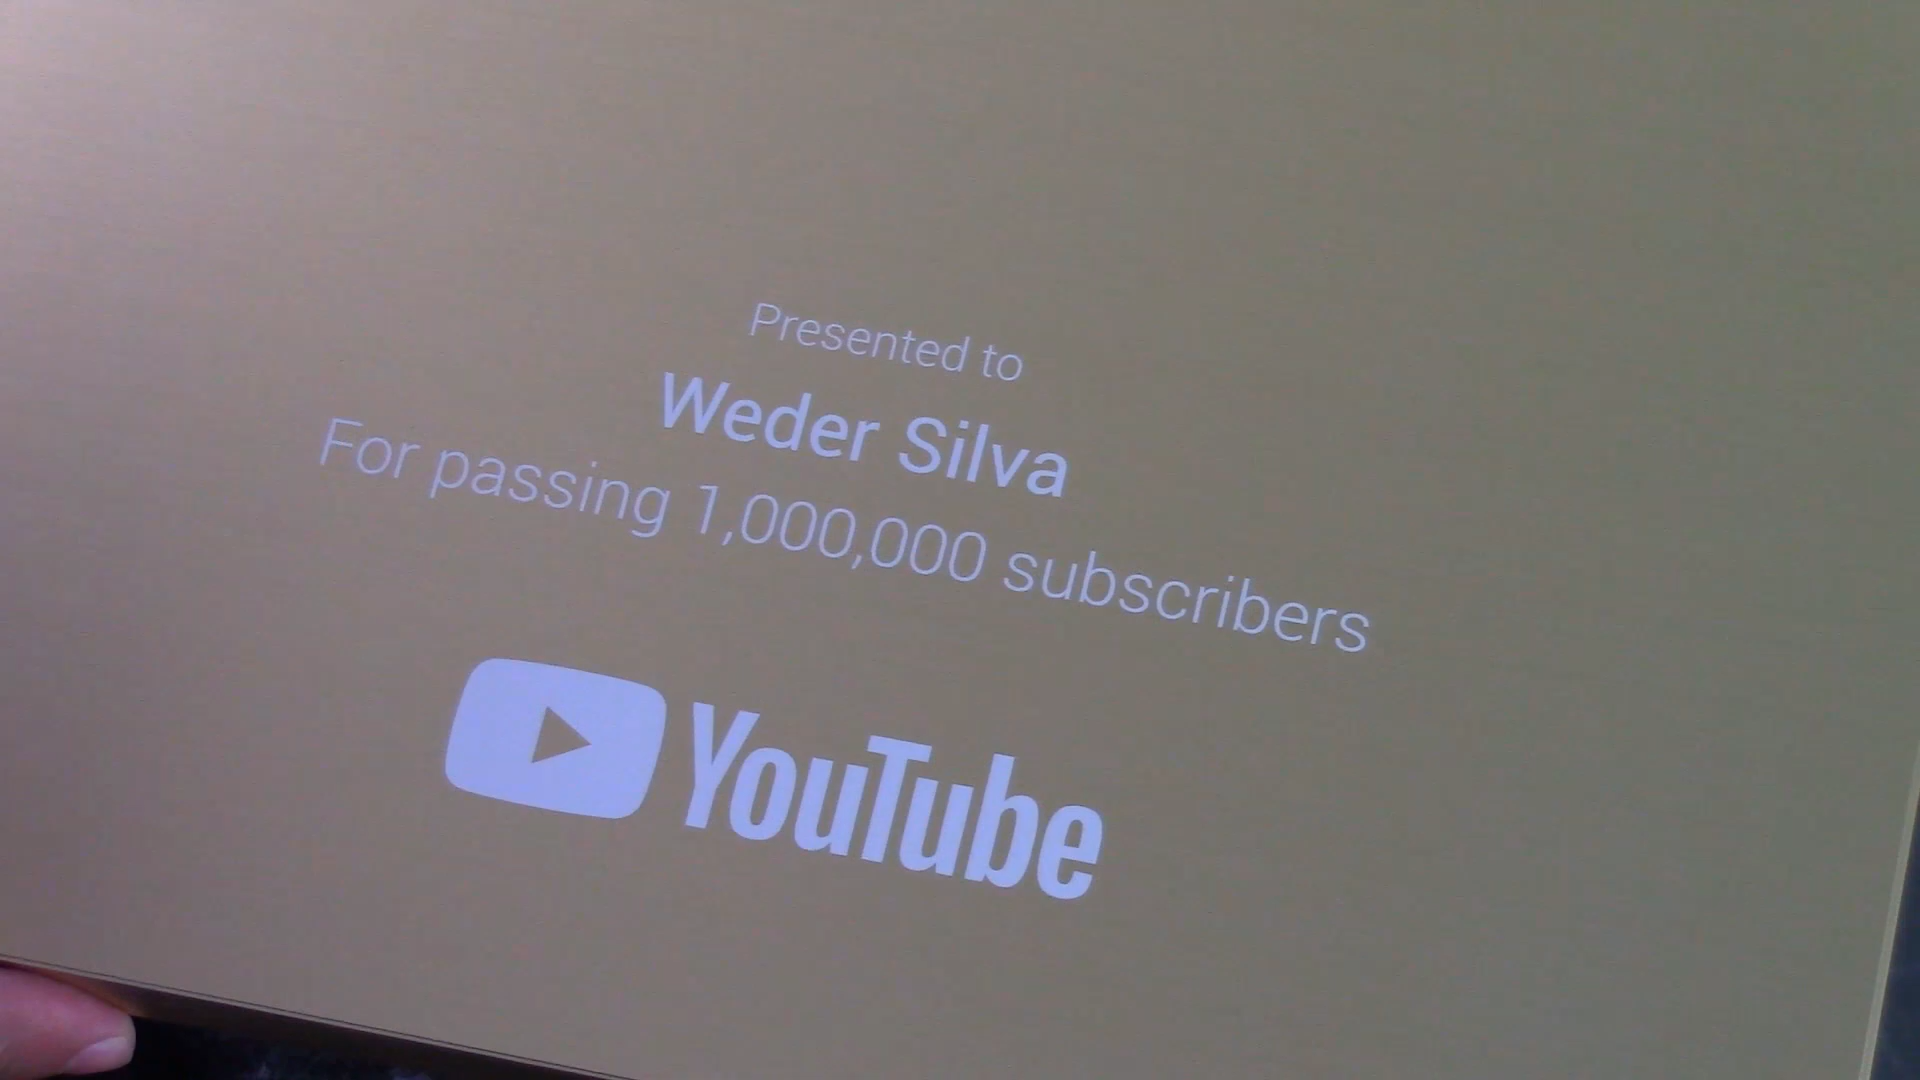 Presented to
Weder Silva
For passing 1,000,000 subscribers
YouTube